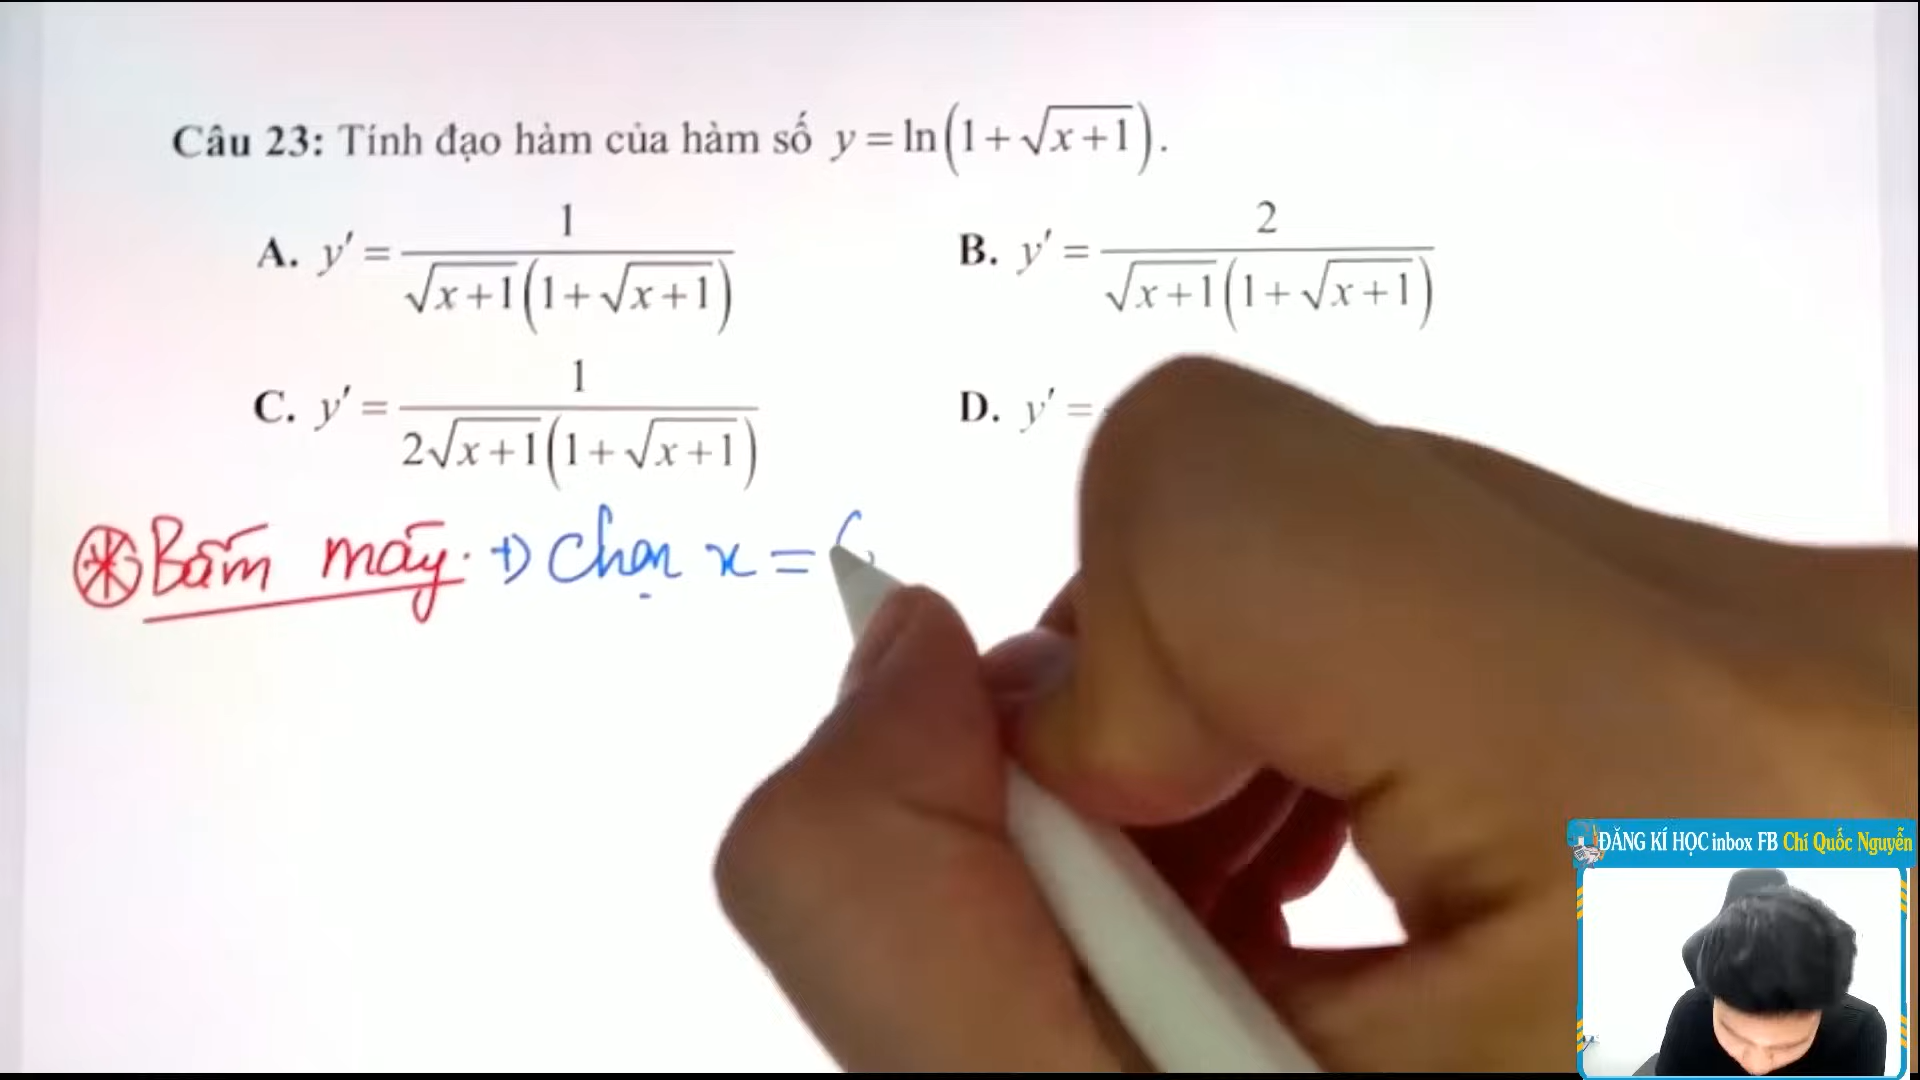 Câu 23: Tính đạo hàm của hàm số y = ln(1 + √(x+1)).
A. y' = 1/(√(x+1)(1+√(x+1)))
B. y' = 2/(√(x+1)(1+√(x+1)))
C. y' = 1/(2√(x+1)(1+√(x+1)))
D. y' =
Bấm máy. +) Chọn x =
ĐĂNG KÍ HỌC inbox FB Chí Quốc Nguyễn